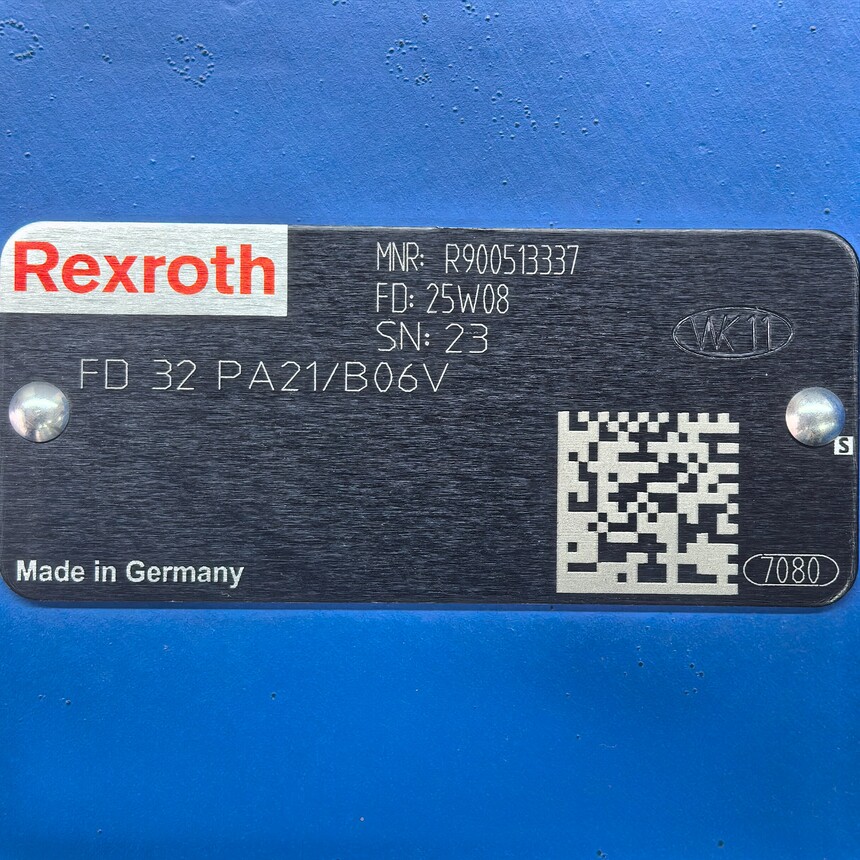 Rexroth
MNR: R900513337
FD: 25W08
SN: 23
WK11
FD 32 PA21/B06V
S
Made in Germany
7080